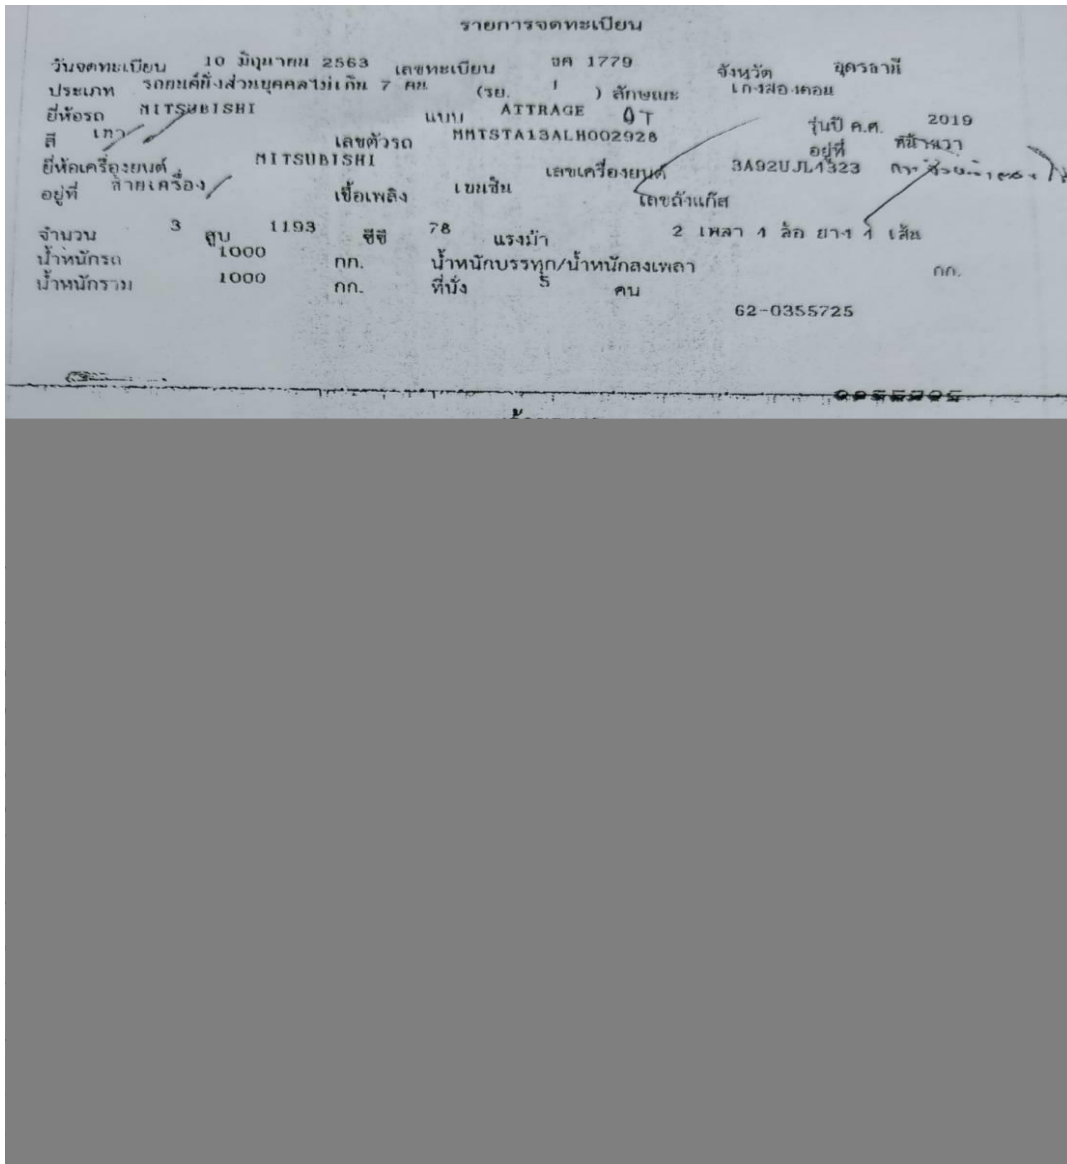 รายการจดทะเบียน
วันจดทะเบียน 10 มิถุนายน 2563 เลขทะเบียน ขค 1779 จังหวัด อุดรธานี
ประเภท รถยนต์นั่งส่วนบุคคลไม่เกิน 7 คน (รย. 1 ) ลักษณะ เก๋งสองตอน
ยี่ห้อรถ MITSUBISHI แบบ ATTRAGE รุ่นปี ค.ศ. 2019
สี เทา เลขตัวรถ MMTSTA13ALH002928 อยู่ที่
ยี่ห้อเครื่องยนต์ MITSUBISHI เลขเครื่องยนต์ 3A92UJL4323
อยู่ที่ เครื่อง เชื้อเพลิง เบนซิน เลขถังแก๊ส
จำนวน 3 สูบ 1193 ซีซี 78 แรงม้า 2 เพลา 4 ล้อ ยาง 4 เส้น
น้ำหนักรถ 1000 กก. น้ำหนักบรรทุก/น้ำหนักลงเพลา กก.
น้ำหนักรวม 1000 กก. ที่นั่ง 5 คน
62-0355725